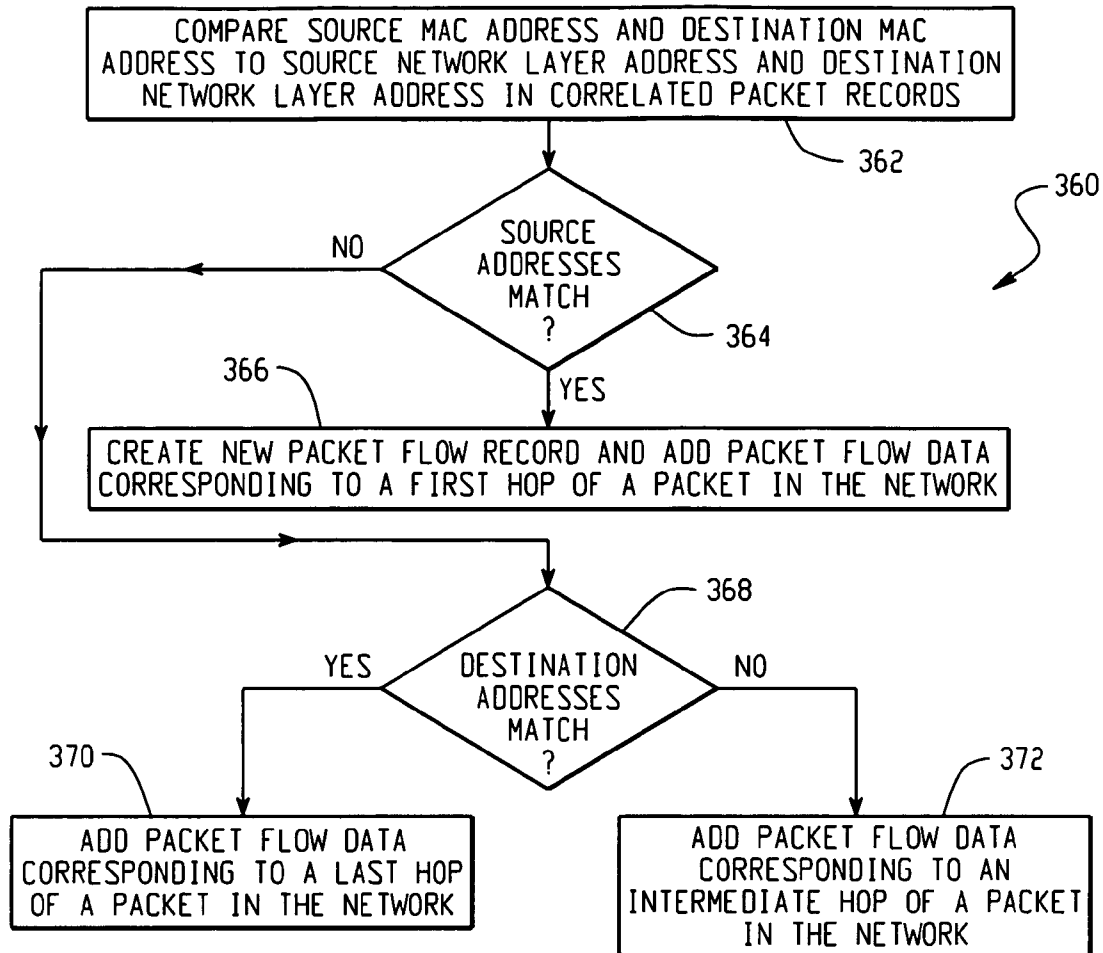 COMPARE SOURCE MAC ADDRESS AND DESTINATION MAC
ADDRESS TO SOURCE NETWORK LAYER ADDRESS AND DESTINATION
NETWORK LAYER ADDRESS IN CORRELATED PACKET RECORDS
362
360
NO
SOURCE
ADDRESSES
MATCH
?
364
366
YES
CREATE NEW PACKET FLOW RECORD AND ADD PACKET FLOW DATA
CORRESPONDING TO A FIRST HOP OF A PACKET IN THE NETWORK
368
YES
DESTINATION
ADDRESSES
MATCH
?
NO
370
372
ADD PACKET FLOW DATA
CORRESPONDING TO A LAST HOP
OF A PACKET IN THE NETWORK
ADD PACKET FLOW DATA
CORRESPONDING TO AN
INTERMEDIATE HOP OF A PACKET
IN THE NETWORK